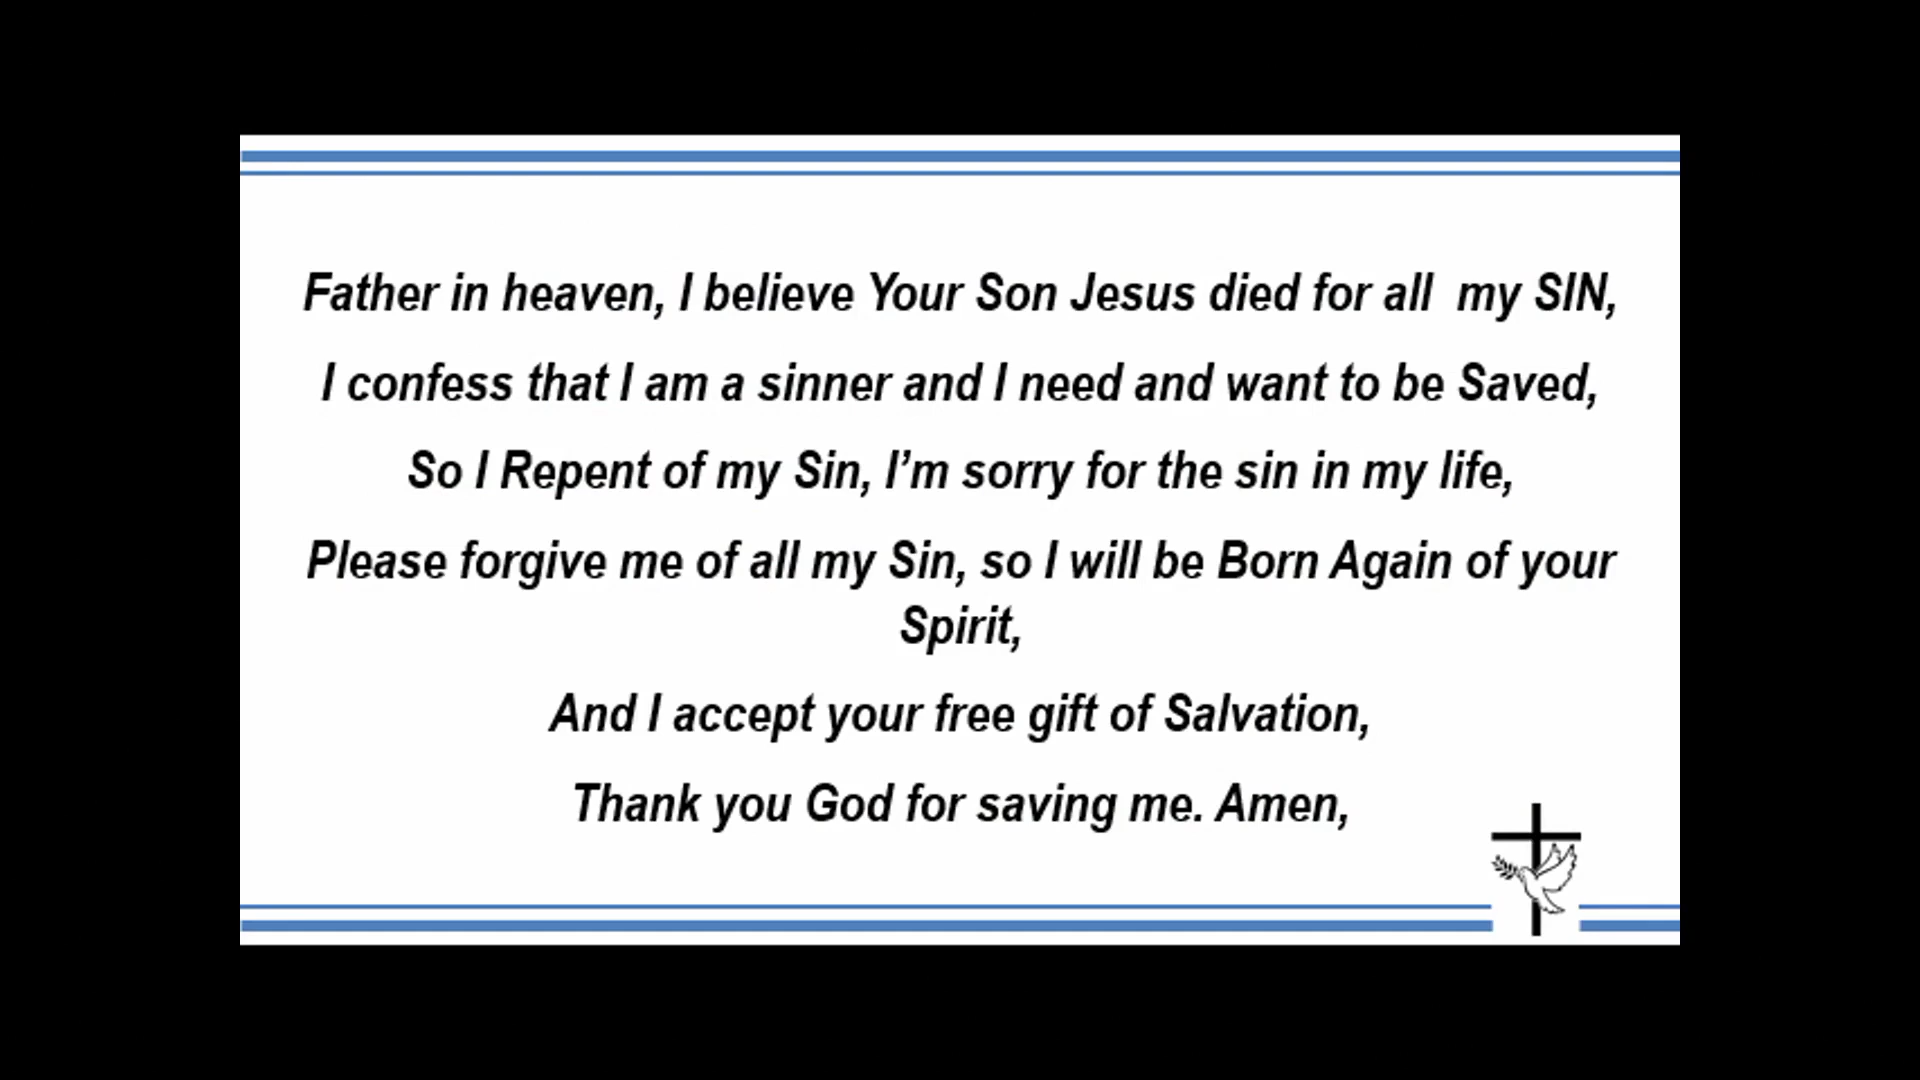 Father in heaven, I believe Your Son Jesus died for all  my SIN,
I confess that I am a sinner and I need and want to be Saved,
So I Repent of my Sin, I’m sorry for the sin in my life,
Please forgive me of all my Sin, so I will be Born Again of your
Spirit,
And I accept your free gift of Salvation,
Thank you God for saving me. Amen,